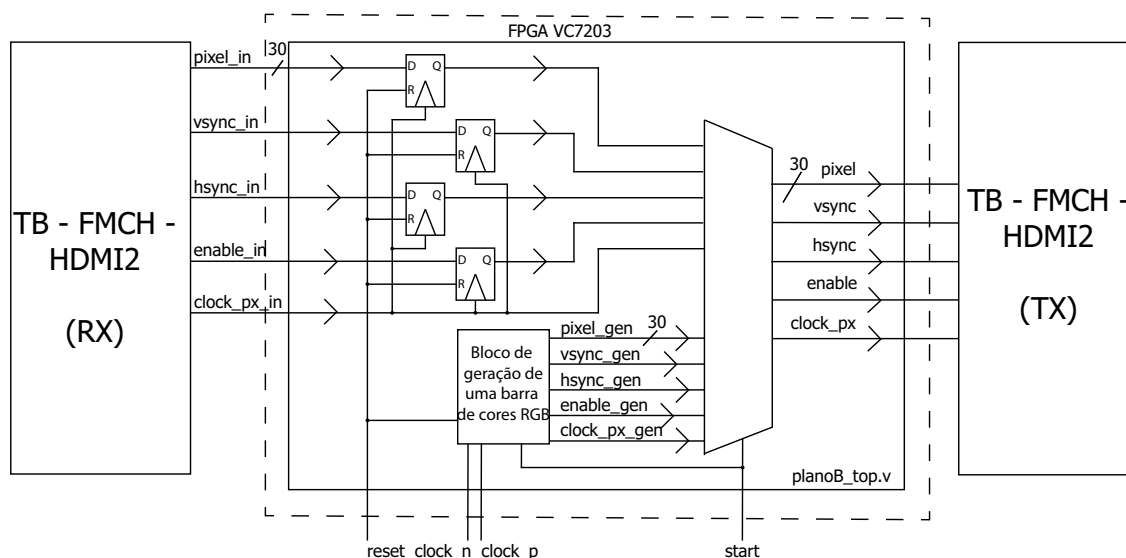 FPGA VC7203
TB - FMCH -
HDMI2
(RX)
pixel_in
30
vsync_in
hsync_in
enable_in
clock_px_in
D
Q
R
D
Q
R
D
Q
R
D
Q
R
Bloco de
geração de
uma barra
de cores RGB
pixel_gen
30
vsync_gen
hsync_gen
enable_gen
clock_px_gen
30
pixel
vsync
hsync
enable
clock_px
TB - FMCH -
HDMI2
(TX)
planoB_top.v
reset clock_n clock_p
start